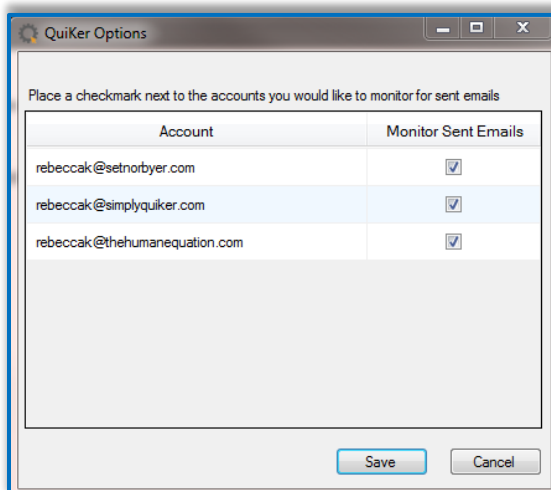 QuiKer Options
Place a checkmark next to the accounts you would like to monitor for sent emails
Account Monitor Sent Emails
rebeccak@setnorbyer.com
rebeccak@simplyquiker.com
rebeccak@thehumanequation.com
Save Cancel